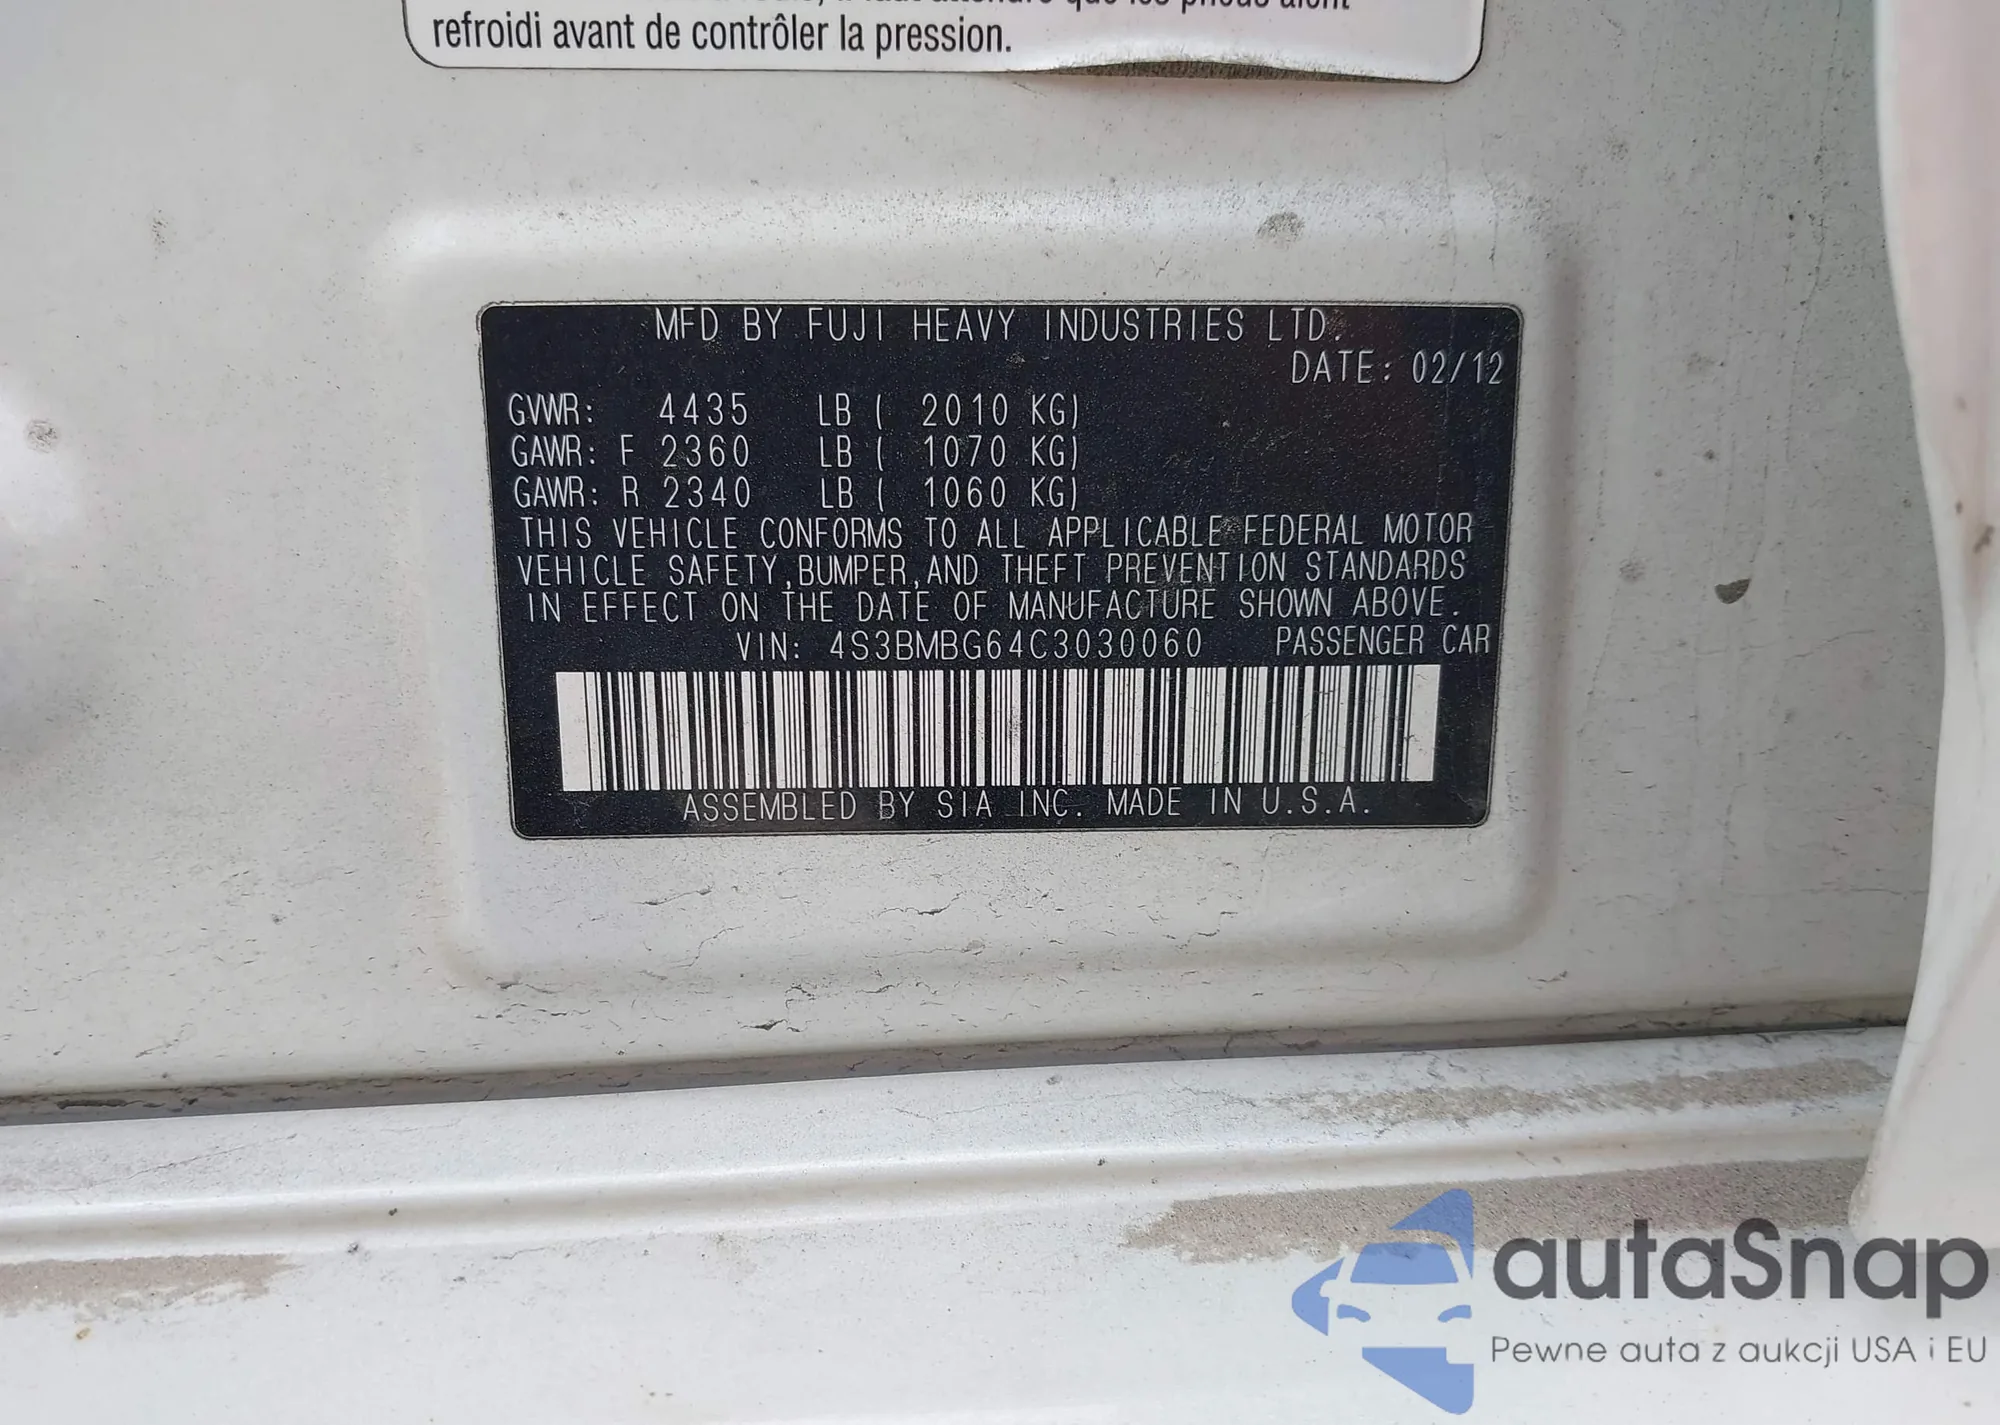 refroidi avant de contrôler la pression.
MFD BY FUJI HEAVY INDUSTRIES LTD.
DATE: 02/12
GVWR: 4435 LB ( 2010 KG)
GAWR: F 2360 LB ( 1070 KG)
GAWR: R 2340 LB ( 1060 KG)
THIS VEHICLE CONFORMS TO ALL APPLICABLE FEDERAL MOTOR
VEHICLE SAFETY,BUMPER,AND THEFT PREVENTION STANDARDS
IN EFFECT ON THE DATE OF MANUFACTURE SHOWN ABOVE.
VIN: 4S3BMBG64C3030060 PASSENGER CAR
ASSEMBLED BY SIA INC. MADE IN U.S.A.
autaSnap
Pewne auta z aukcji USA i EU